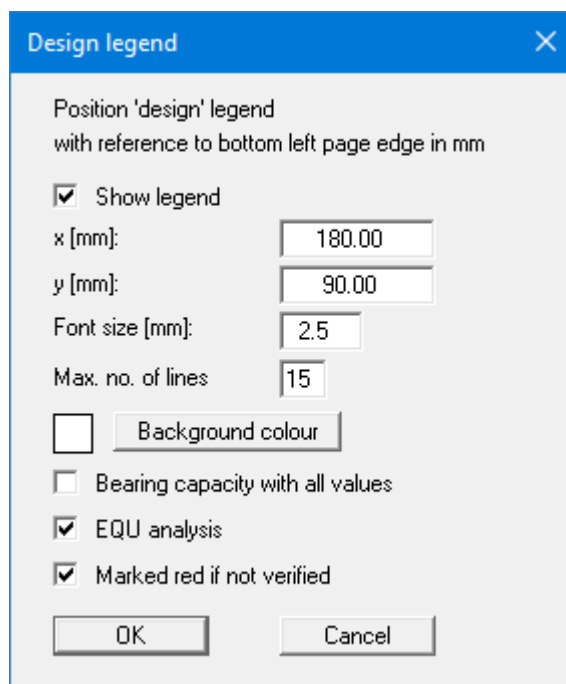 Design legend
Position 'design' legend
with reference to bottom left page edge in mm
Show legend
x [mm]: 180.00
y [mm]: 90.00
Font size [mm]: 2.5
Max. no. of lines 15
Background colour
Bearing capacity with all values
EQU analysis
Marked red if not verified
OK Cancel